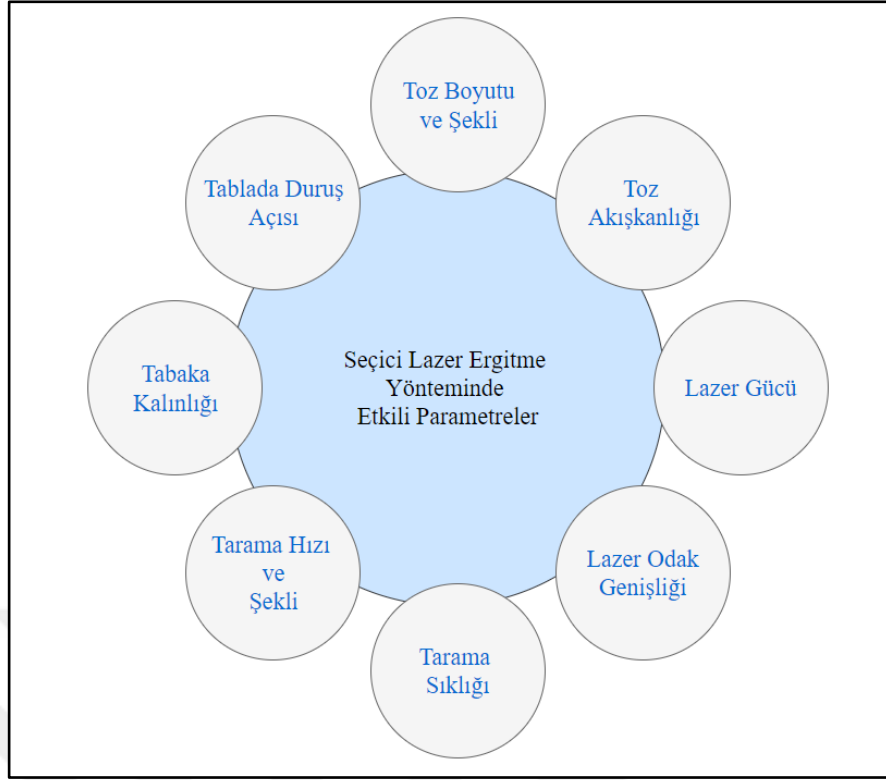 Toz Boyutu
ve Şekli
Tablada Duruş
Açısı
Toz
Akışkanlığı
Seçici Lazer Ergitme
Yönteminde
Etkili Parametreler
Tabaka
Kalınlığı
Lazer Gücü
Tarama Hızı
ve
Şekli
Lazer Odak
Genişliği
Tarama
Sıklığı